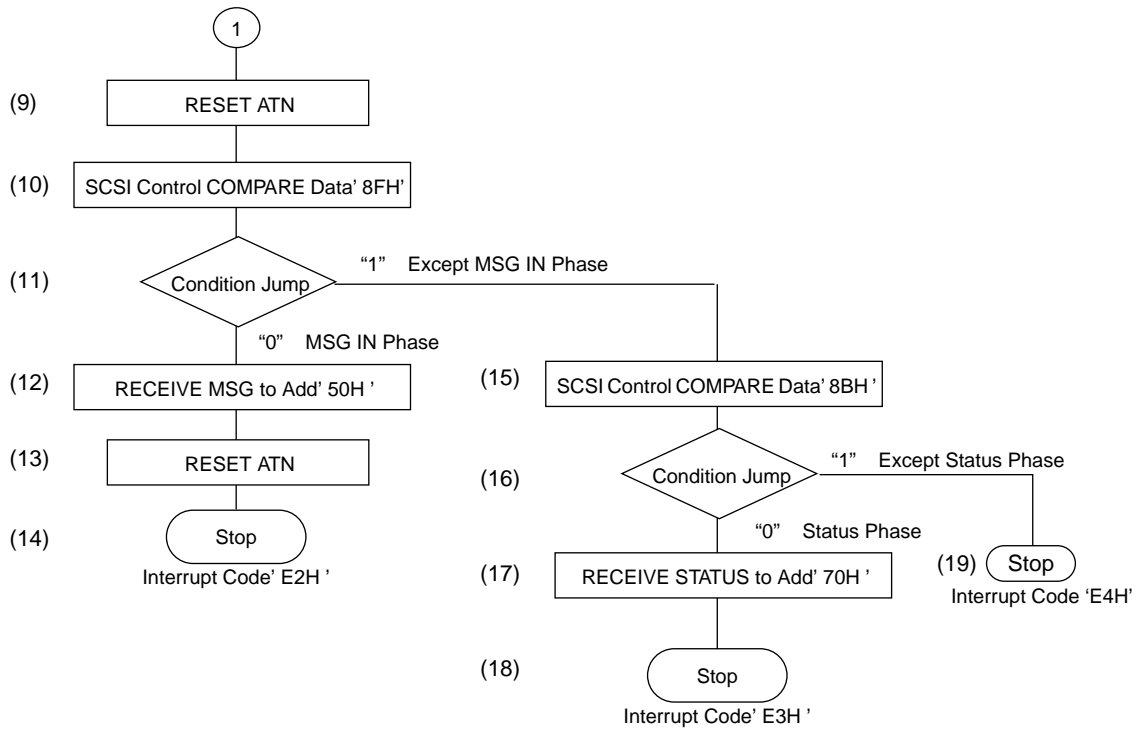 1
(9) RESET ATN
(10) SCSI Control COMPARE Data' 8FH'
(11) Condition Jump
“1” Except MSG IN Phase
“0” MSG IN Phase
(12) RECEIVE MSG to Add' 50H '
(13) RESET ATN
(14) Stop
Interrupt Code' E2H '
(15) SCSI Control COMPARE Data' 8BH '
(16) Condition Jump
“1” Except Status Phase
“0” Status Phase
(17) RECEIVE STATUS to Add' 70H '
(18) Stop
Interrupt Code' E3H '
(19) Stop
Interrupt Code ‘E4H’